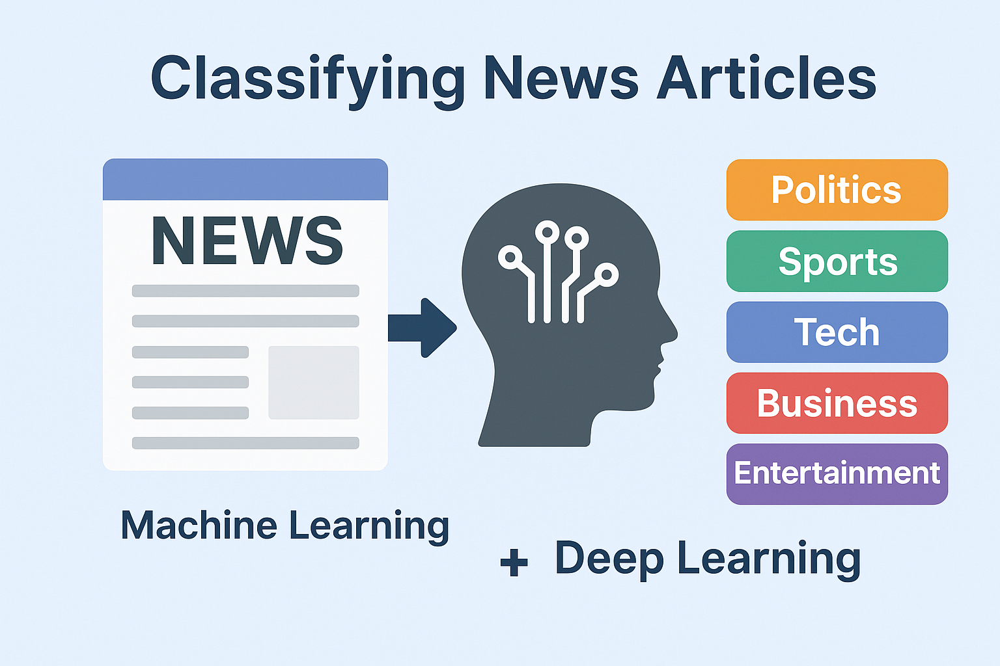 Classifying News Articles
NEWS
Politics
Sports
Tech
Business
Entertainment
Machine Learning
+ Deep Learning